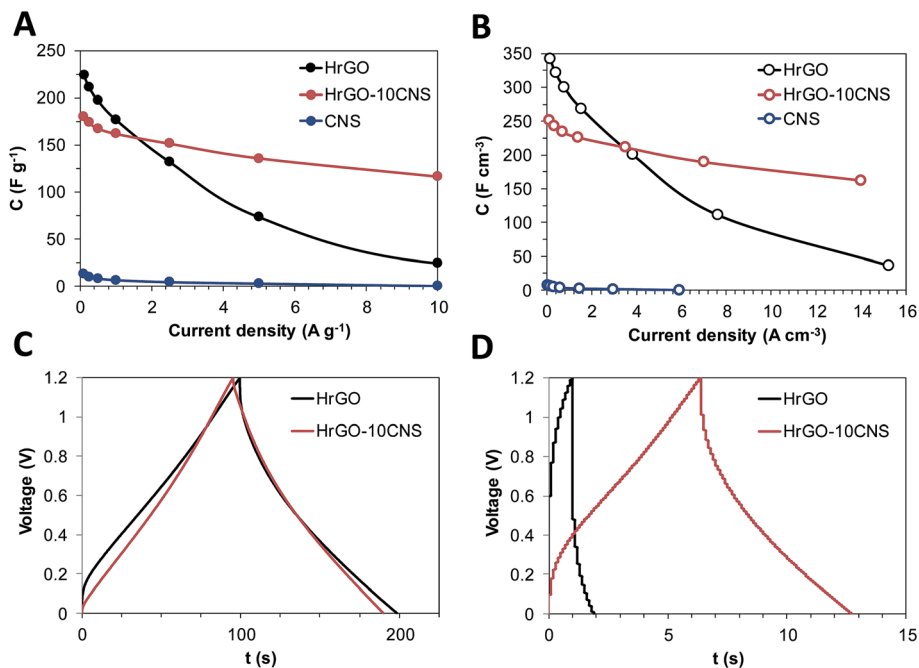 A
C (F g-1)
250
200
150
100
50
0
HrGO
HrGO-10CNS
CNS
0 2 4 6 8 10
Current density (A g-1)
B
C (F cm-3)
350
300
250
200
150
100
50
0
HrGO
HrGO-10CNS
CNS
0 2 4 6 8 10 12 14 16
Current density (A cm-3)
C
Voltage (V)
1.2
1
0.8
0.6
0.4
0.2
0
HrGO
HrGO-10CNS
0 100 200
t (s)
D
Voltage (V)
1.2
1
0.8
0.6
0.4
0.2
0
HrGO
HrGO-10CNS
0 5 10 15
t (s)